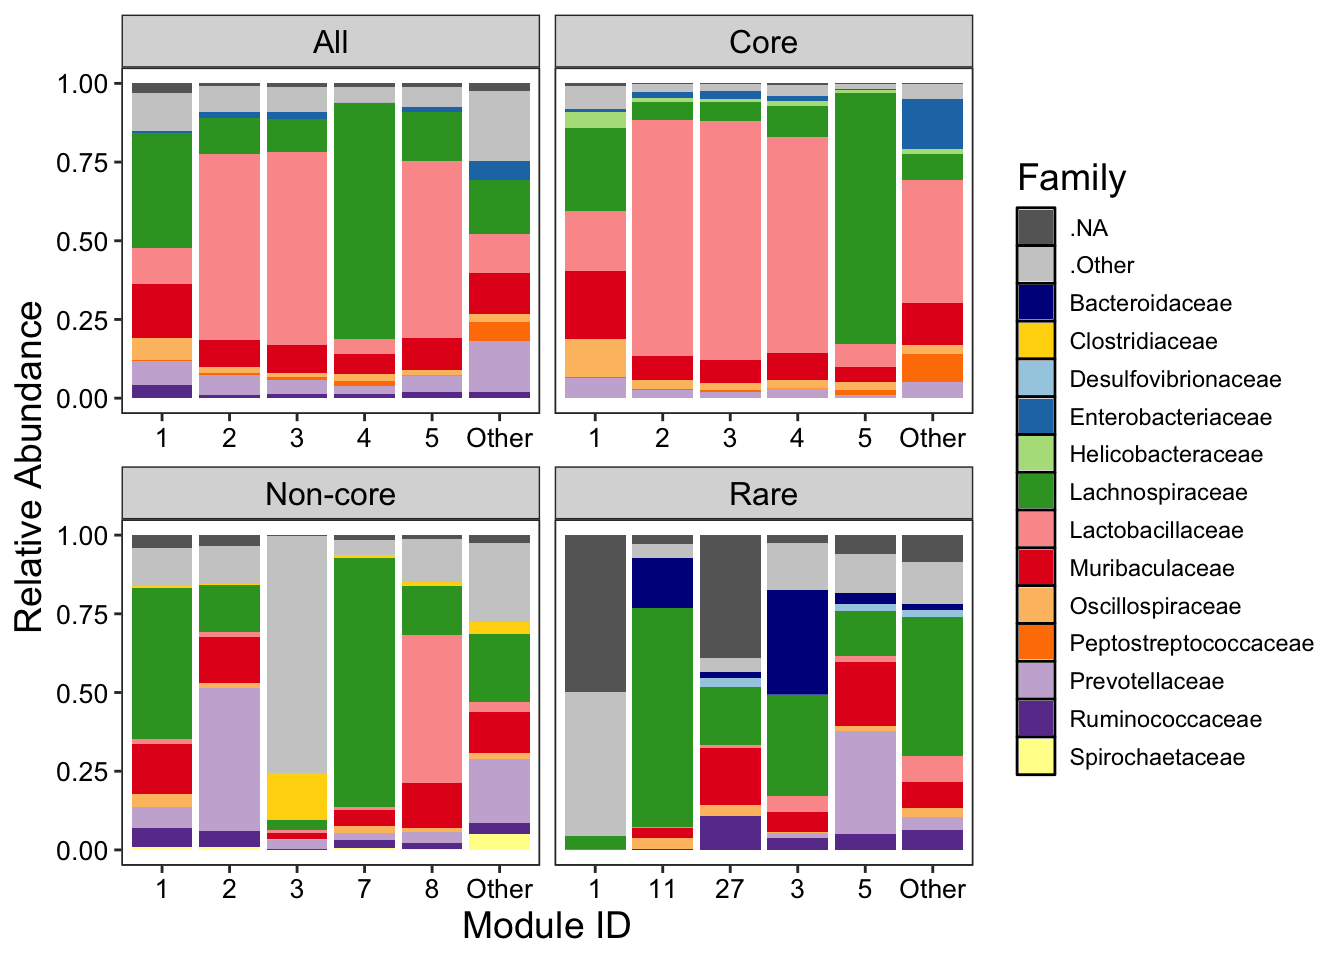 All
Core
1.00
0.75
0.50
0.25
0.00
1 2 3 4 5 Other
1 2 3 4 5 Other
Non-core
Rare
1.00
0.75
0.50
0.25
0.00
1 2 3 7 8 Other
1 11 27 3 5 Other
Relative Abundance
Module ID
Family
.NA
.Other
Bacteroidaceae
Clostridiaceae
Desulfovibrionaceae
Enterobacteriaceae
Helicobacteraceae
Lachnospiraceae
Lactobacillaceae
Muribaculaceae
Oscillospiraceae
Peptostreptococcaceae
Prevotellaceae
Ruminococcaceae
Spirochaetaceae